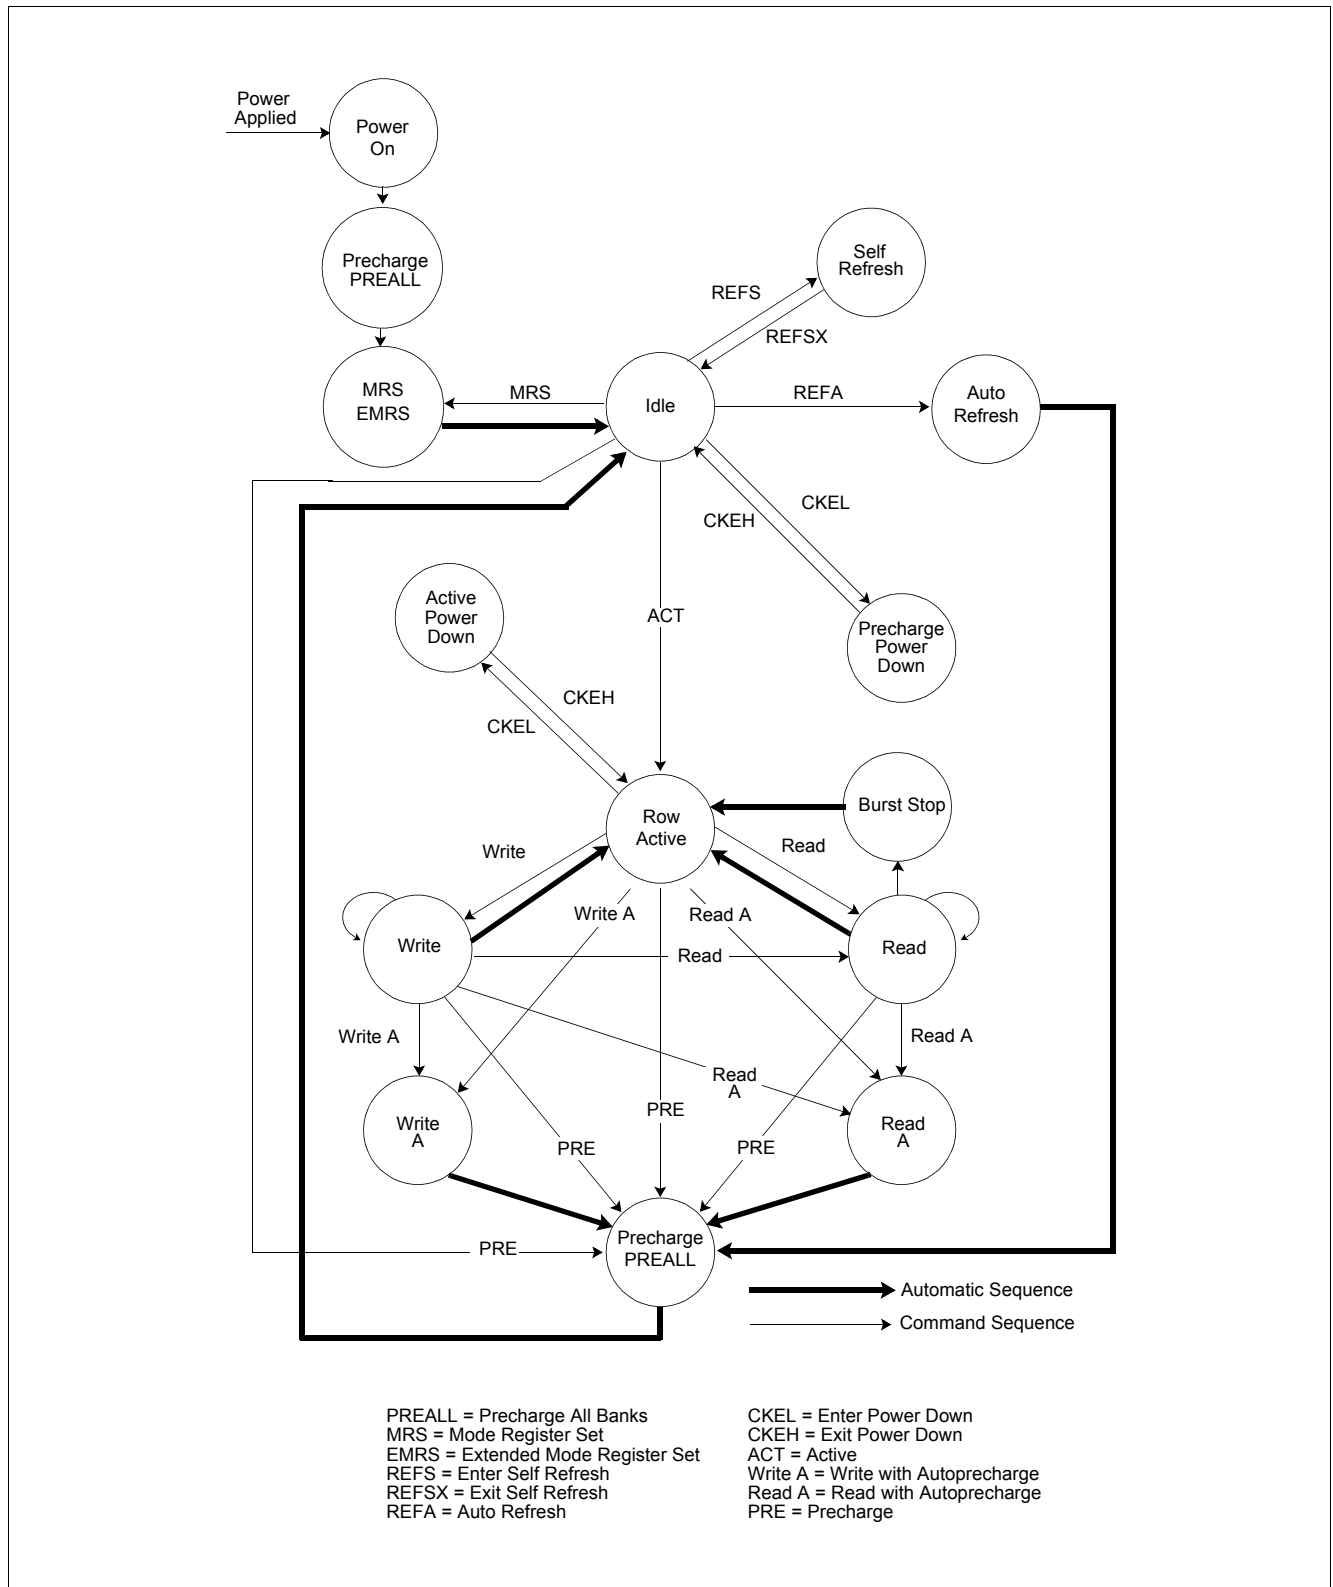 Power
Applied
Power
On
Precharge
PREALL
Self
Refresh
REFS
REFSX
MRS
EMRS
MRS
Idle
REFA
Auto
Refresh
CKEL
CKEH
Active
Power
Down
ACT
Precharge
Power
Down
CKEH
CKEL
Burst Stop
Row
Active
Write
Read
Write A
Read A
Write
Read
Read
Write A
Read A
Read
A
PRE
Write
A
Read
A
PRE
PRE
Precharge
PREALL
PRE
Automatic Sequence
Command Sequence
PREALL = Precharge All Banks
MRS = Mode Register Set
EMRS = Extended Mode Register Set
REFS = Enter Self Refresh
REFSX = Exit Self Refresh
REFA = Auto Refresh
CKEL = Enter Power Down
CKEH = Exit Power Down
ACT = Active
Write A = Write with Autoprecharge
Read A = Read with Autoprecharge
PRE = Precharge